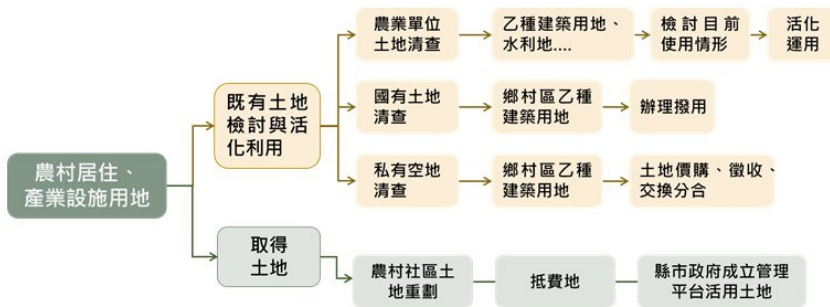 農村居住、
產業設施用地
既有土地
檢討與活
化利用
農業單位
土地清查
乙種建築用地、
水利地....
檢討目前
使用情形
活化
運用
國有土地
清查
鄉村區乙種
建築用地
辦理撥用
私有空地
清查
鄉村區乙種
建築用地
土地價購、徵收、
交換分合
取得
土地
農村社區土
地重劃
抵費地
縣市政府成立管理
平台活用土地